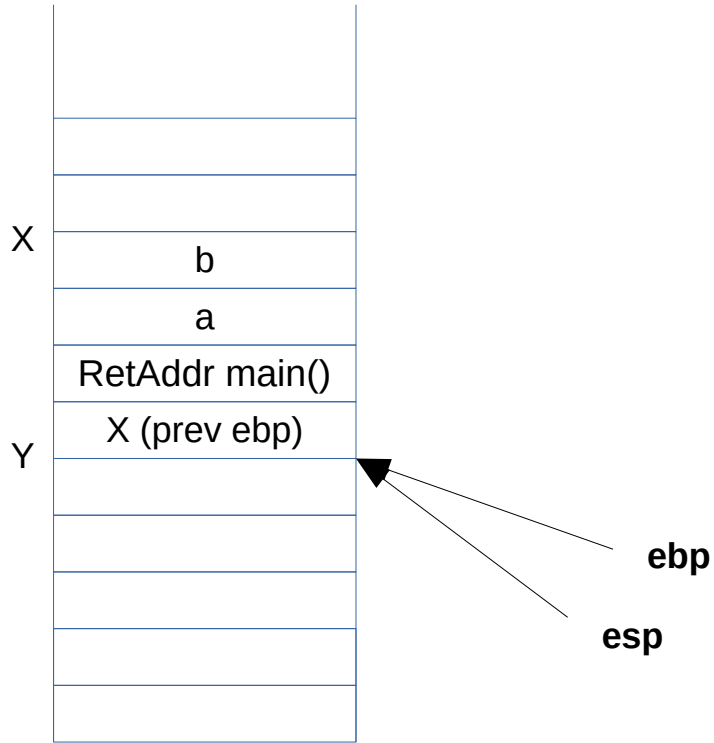 X
b
a
RetAddr main()
X (prev ebp)
Y
ebp
esp